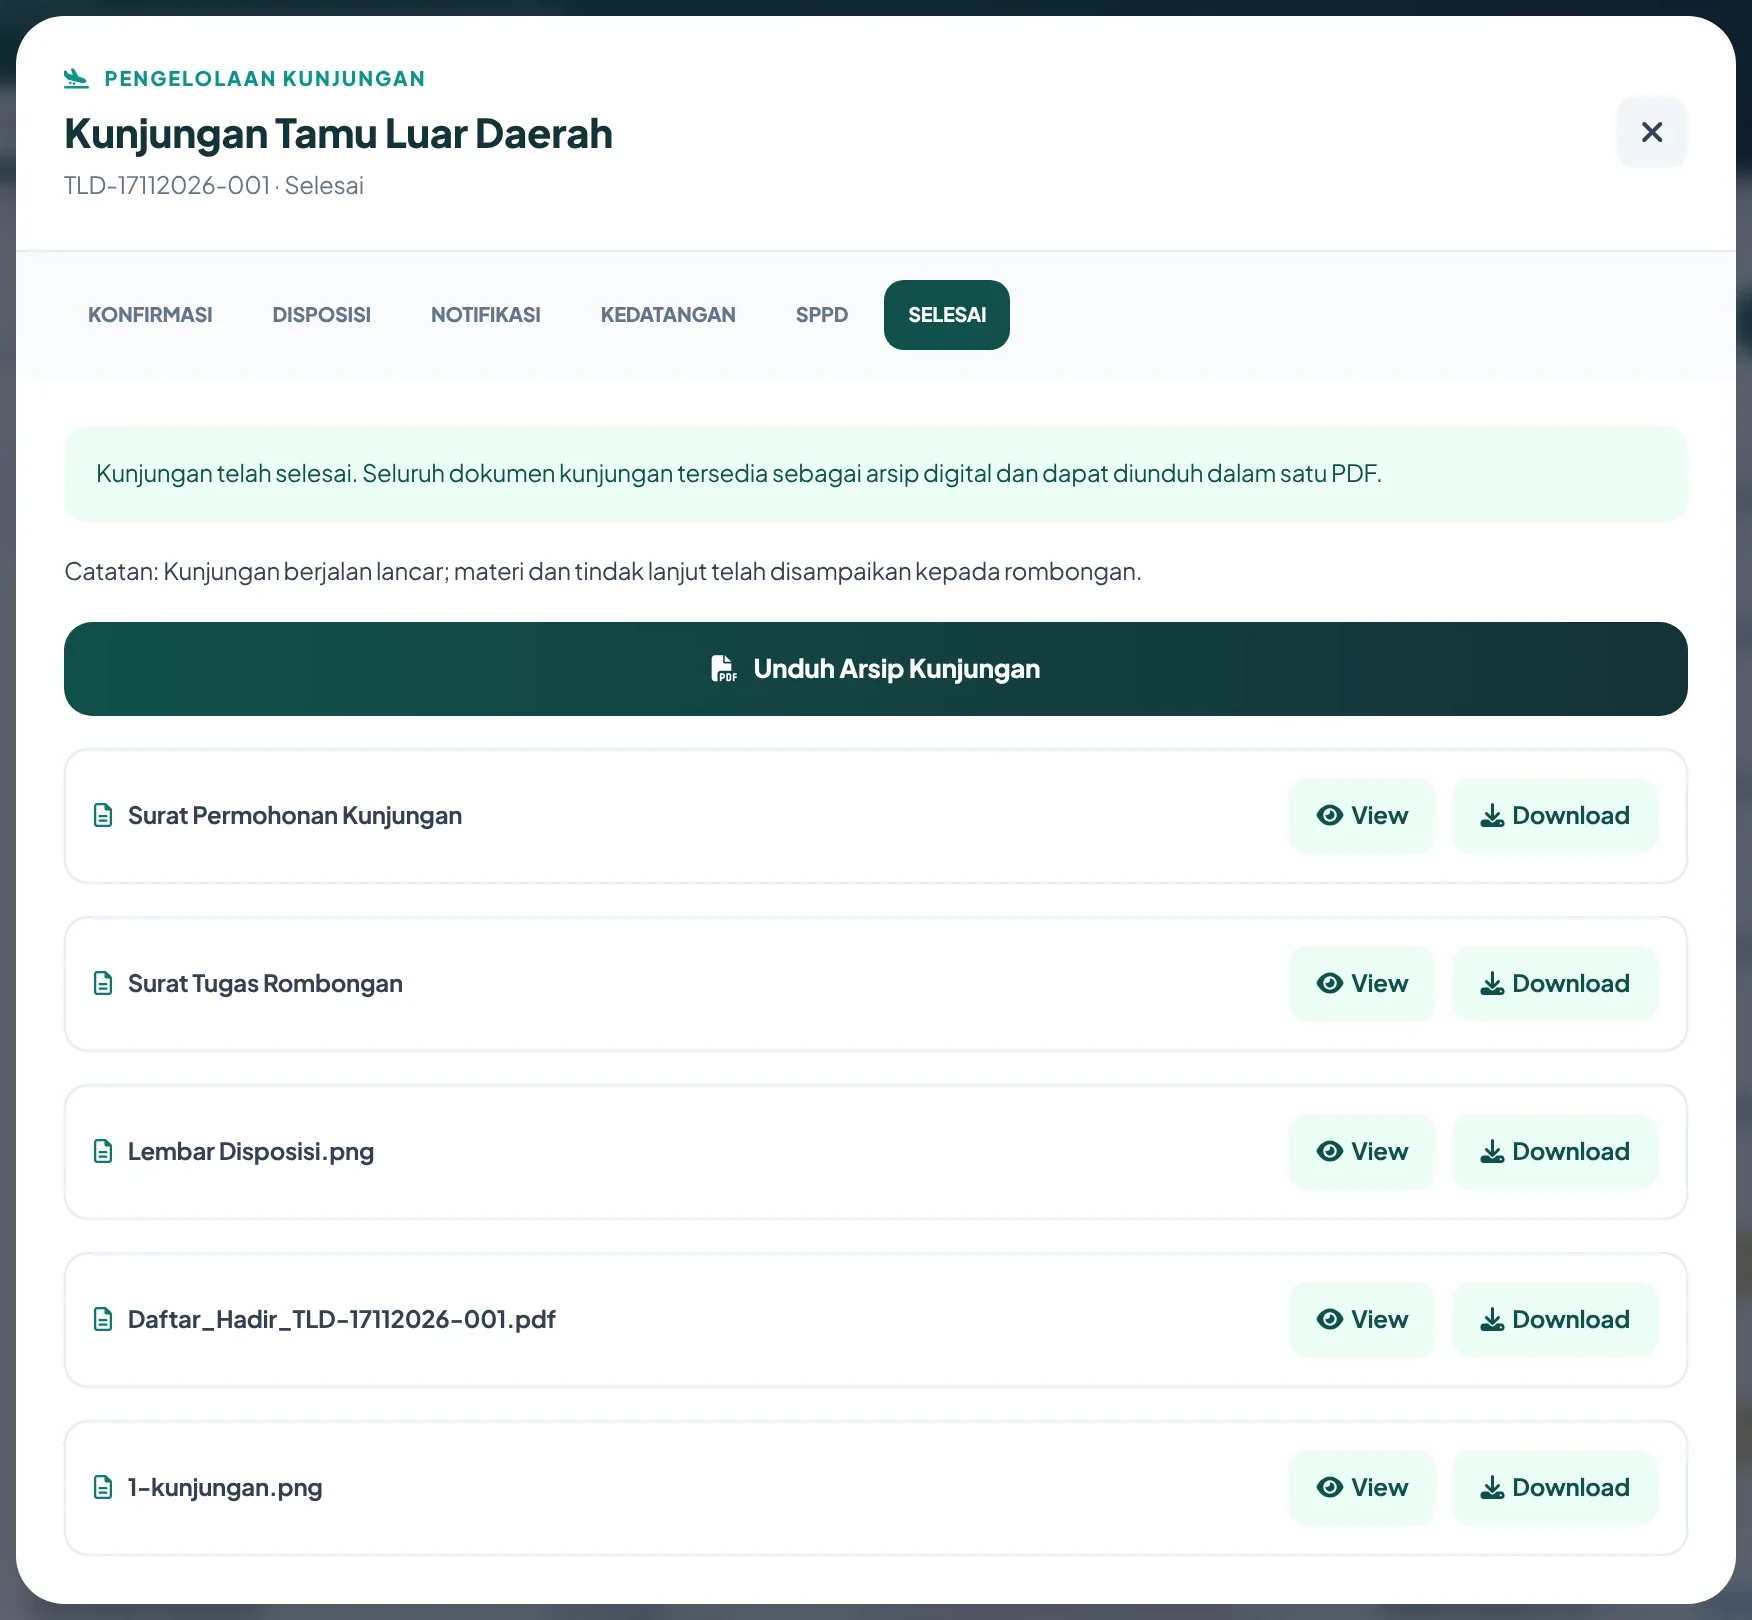 PENGELOLAAN KUNJUNGAN
Kunjungan Tamu Luar Daerah
TLD-17112026-001 · Selesai
KONFIRMASI DISPOSISI NOTIFIKASI KEDATANGAN SPPD SELESAI
Kunjungan telah selesai. Seluruh dokumen kunjungan tersedia sebagai arsip digital dan dapat diunduh dalam satu PDF.
Catatan: Kunjungan berjalan lancar; materi dan tindak lanjut telah disampaikan kepada rombongan.
PDF Unduh Arsip Kunjungan
Surat Permohonan Kunjungan View Download
Surat Tugas Rombongan View Download
Lembar Disposisi.png View Download
Daftar_Hadir_TLD-17112026-001.pdf View Download
1-kunjungan.png View Download